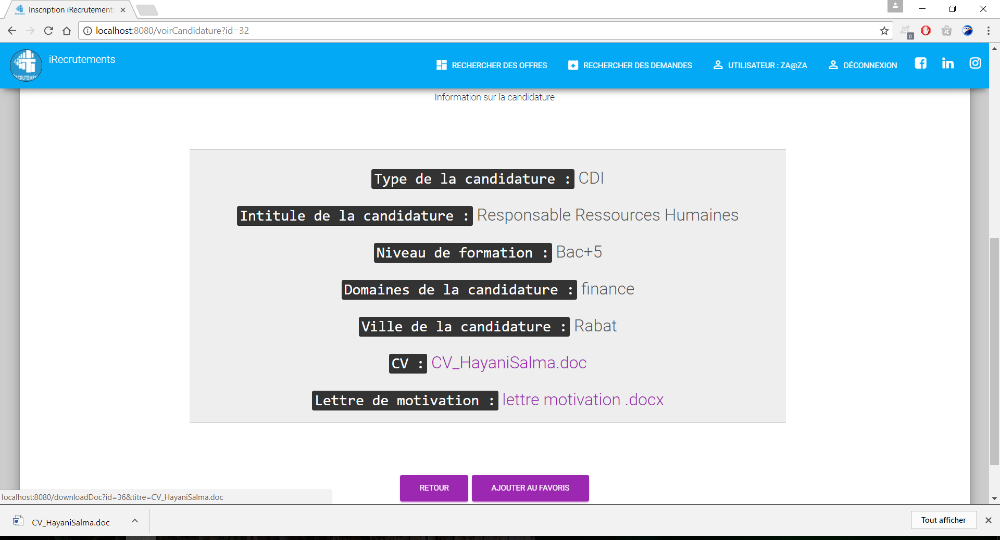 Inscription iRecrutement
localhost:8080/voirCandidature?id=32
0
iRecrutements
RECHERCHER DES OFFRES
RECHERCHER DES DEMANDES
UTILISATEUR : ZA@ZA
DÉCONNEXION
Information sur la candidature
Type de la candidature : CDI
Intitule de la candidature : Responsable Ressources Humaines
Niveau de formation : Bac+5
Domaines de la candidature : finance
Ville de la candidature : Rabat
CV : CV_HayaniSalma.doc
Lettre de motivation : lettre motivation .docx
RETOUR
AJOUTER AU FAVORIS
localhost:8080/downloadDoc?id=36&titre=CV_HayaniSalma.doc
CV_HayaniSalma.doc
Tout afficher